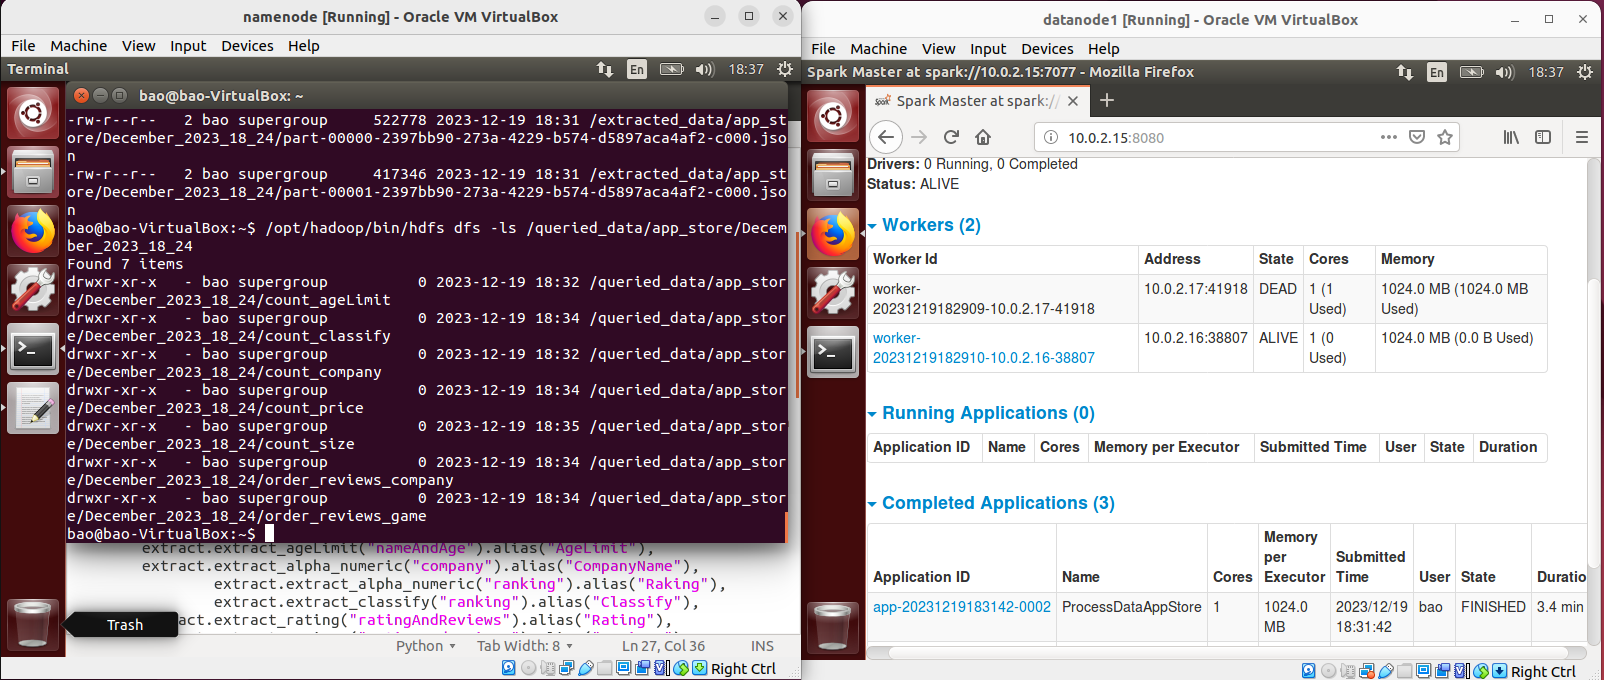 namenode [Running] - Oracle VM VirtualBox
File Machine View Input Devices Help
Terminal
En
18:37
bao@bao-VirtualBox: ~
-rw-r--r--   2 bao supergroup     522778 2023-12-19 18:31 /extracted_data/app_st
ore/December_2023_18_24/part-00000-2397bb90-273a-4229-b574-d5897aca4af2-c000.jso
n
-rw-r--r--   2 bao supergroup     417346 2023-12-19 18:31 /extracted_data/app_st
ore/December_2023_18_24/part-00001-2397bb90-273a-4229-b574-d5897aca4af2-c000.jso
n
bao@bao-VirtualBox:~$ /opt/hadoop/bin/hdfs dfs -ls /queried_data/app_store/Decem
ber_2023_18_24
Found 7 items
drwxr-xr-x   - bao supergroup          0 2023-12-19 18:32 /queried_data/app_stor
e/December_2023_18_24/count_ageLimit
drwxr-xr-x   - bao supergroup          0 2023-12-19 18:34 /queried_data/app_stor
e/December_2023_18_24/count_classify
drwxr-xr-x   - bao supergroup          0 2023-12-19 18:32 /queried_data/app_stor
e/December_2023_18_24/count_company
drwxr-xr-x   - bao supergroup          0 2023-12-19 18:34 /queried_data/app_stor
e/December_2023_18_24/count_price
drwxr-xr-x   - bao supergroup          0 2023-12-19 18:35 /queried_data/app_stor
e/December_2023_18_24/count_size
drwxr-xr-x   - bao supergroup          0 2023-12-19 18:34 /queried_data/app_stor
e/December_2023_18_24/order_reviews_company
drwxr-xr-x   - bao supergroup          0 2023-12-19 18:34 /queried_data/app_stor
e/December_2023_18_24/order_reviews_game
bao@bao-VirtualBox:~$
extract.extract_ageLimit("nameAndAge").alias("AgeLimit"),
extract.extract_alpha_numeric("company").alias("CompanyName"),
extract.extract_alpha_numeric("ranking").alias("Raking"),
extract.extract_classify("ranking").alias("Classify"),
extract.extract_rating("ratingAndReviews").alias("Rating"),
Trash
Python Tab Width: 8 Ln 27, Col 36 INS
Right Ctrl
datanode1 [Running] - Oracle VM VirtualBox
File Machine View Input Devices Help
Spark Master at spark://10.0.2.15:7077 - Mozilla Firefox
En
18:37
Spark Master at spark://
10.0.2.15:8080
Drivers: 0 Running, 0 Completed
Status: ALIVE
Workers (2)
Worker Id Address State Cores Memory
worker-20231219182909-10.0.2.17-41918 10.0.2.17:41918 DEAD 1 (1 Used) 1024.0 MB (1024.0 MB Used)
worker-20231219182910-10.0.2.16-38807 10.0.2.16:38807 ALIVE 1 (0 Used) 1024.0 MB (0.0 B Used)
Running Applications (0)
Application ID Name Cores Memory per Executor Submitted Time User State Duration
Completed Applications (3)
Application ID Name Cores Memory per Executor Submitted Time User State Duratio
app-20231219183142-0002 ProcessDataAppStore 1 1024.0 MB 2023/12/19 18:31:42 bao FINISHED 3.4 min
Right Ctrl